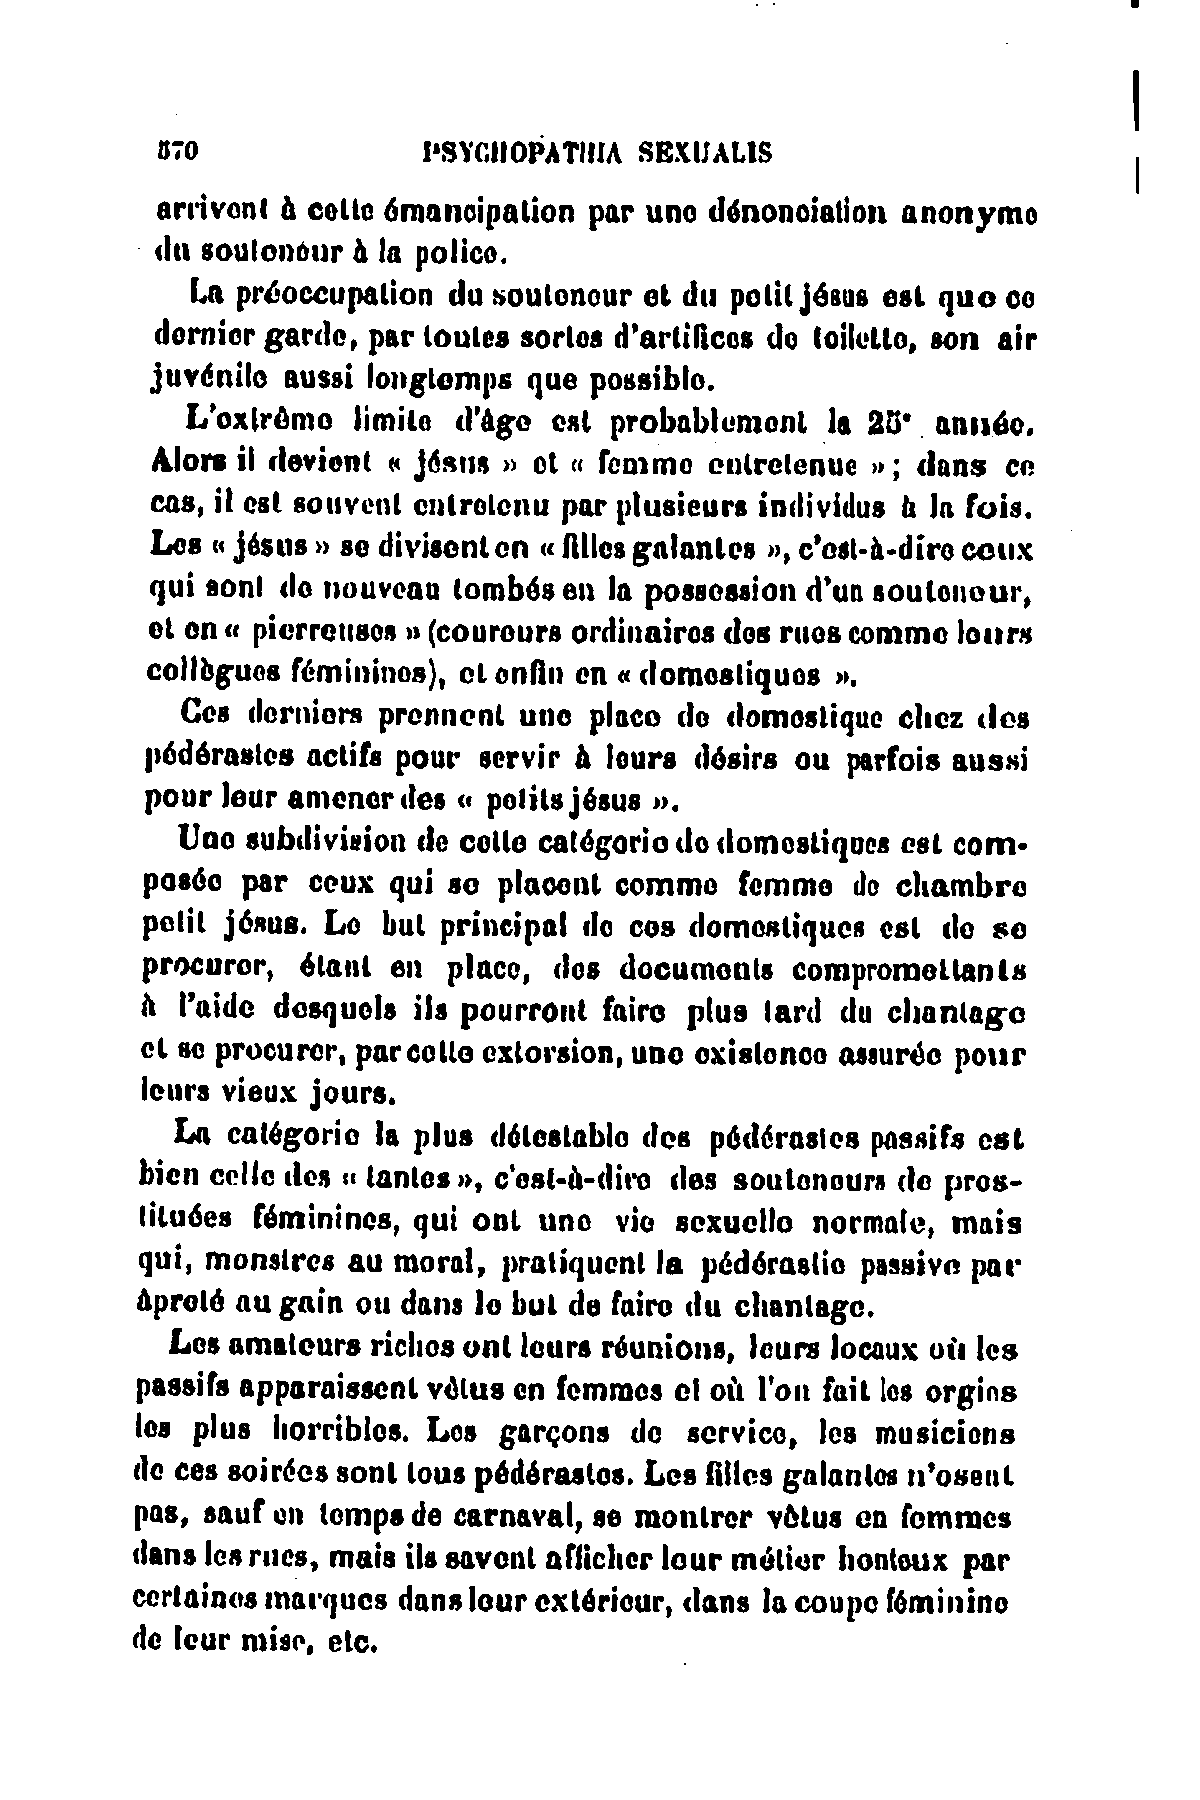 570 PSYCHOPATHIA SEXUALIS
arrivent à cette émancipation par une dénonciation anonyme
du souteneur à la police.
La préoccupation du souteneur et du petit jésus est que ce
dernier garde, par toutes sortes d'artifices de toilette, son air
juvénile aussi longtemps que possible.
L'extrême limite d'âge est probablement la 25e année.
Alors il devient « jésus » et « femme entretenue » ; dans ce
cas, il est souvent entretenu par plusieurs individus à la fois.
Les « jésus » se divisent en « filles galantes », c'est-à-dire ceux
qui sont de nouveau tombés en la possession d'un souteneur,
et en « pierreuses » (coureurs ordinaires des rues comme leurs
collègues féminines), et enfin en « domestiques ».
Ces derniers prennent une place de domestique chez des
pédérastes actifs pour servir à leurs désirs ou parfois aussi
pour leur amener des « petits jésus ».
Une subdivision de cette catégorie de domestiques est com-
posée par ceux qui se placent comme femme de chambre
petit jésus. Le but principal de ces domestiques est de se
procurer, étant en place, des documents compromettants
à l'aide desquels ils pourront faire plus tard du chantage
et se procurer, par cette extorsion, une existence assurée pour
leurs vieux jours.
La catégorie la plus détestable des pédérastes passifs est
bien celle des « tantes », c'est-à-dire des souteneurs de pros-
tituées féminines, qui ont une vie sexuelle normale, mais
qui, monstres au moral, pratiquent la pédérastie passive par
âpreté au gain ou dans le but de faire du chantage.
Les amateurs riches ont leurs réunions, leurs locaux où les
passifs apparaissent vêtus en femmes et où l'on fait les orgies
les plus horribles. Les garçons de service, les musiciens
de ces soirées sont tous pédérastes. Les filles galantes n'osent
pas, sauf en temps de carnaval, se montrer vêtus en femmes
dans les rues, mais ils savent afficher leur métier honteux par
certaines marques dans leur extérieur, dans la coupe féminine
de leur mise, etc.